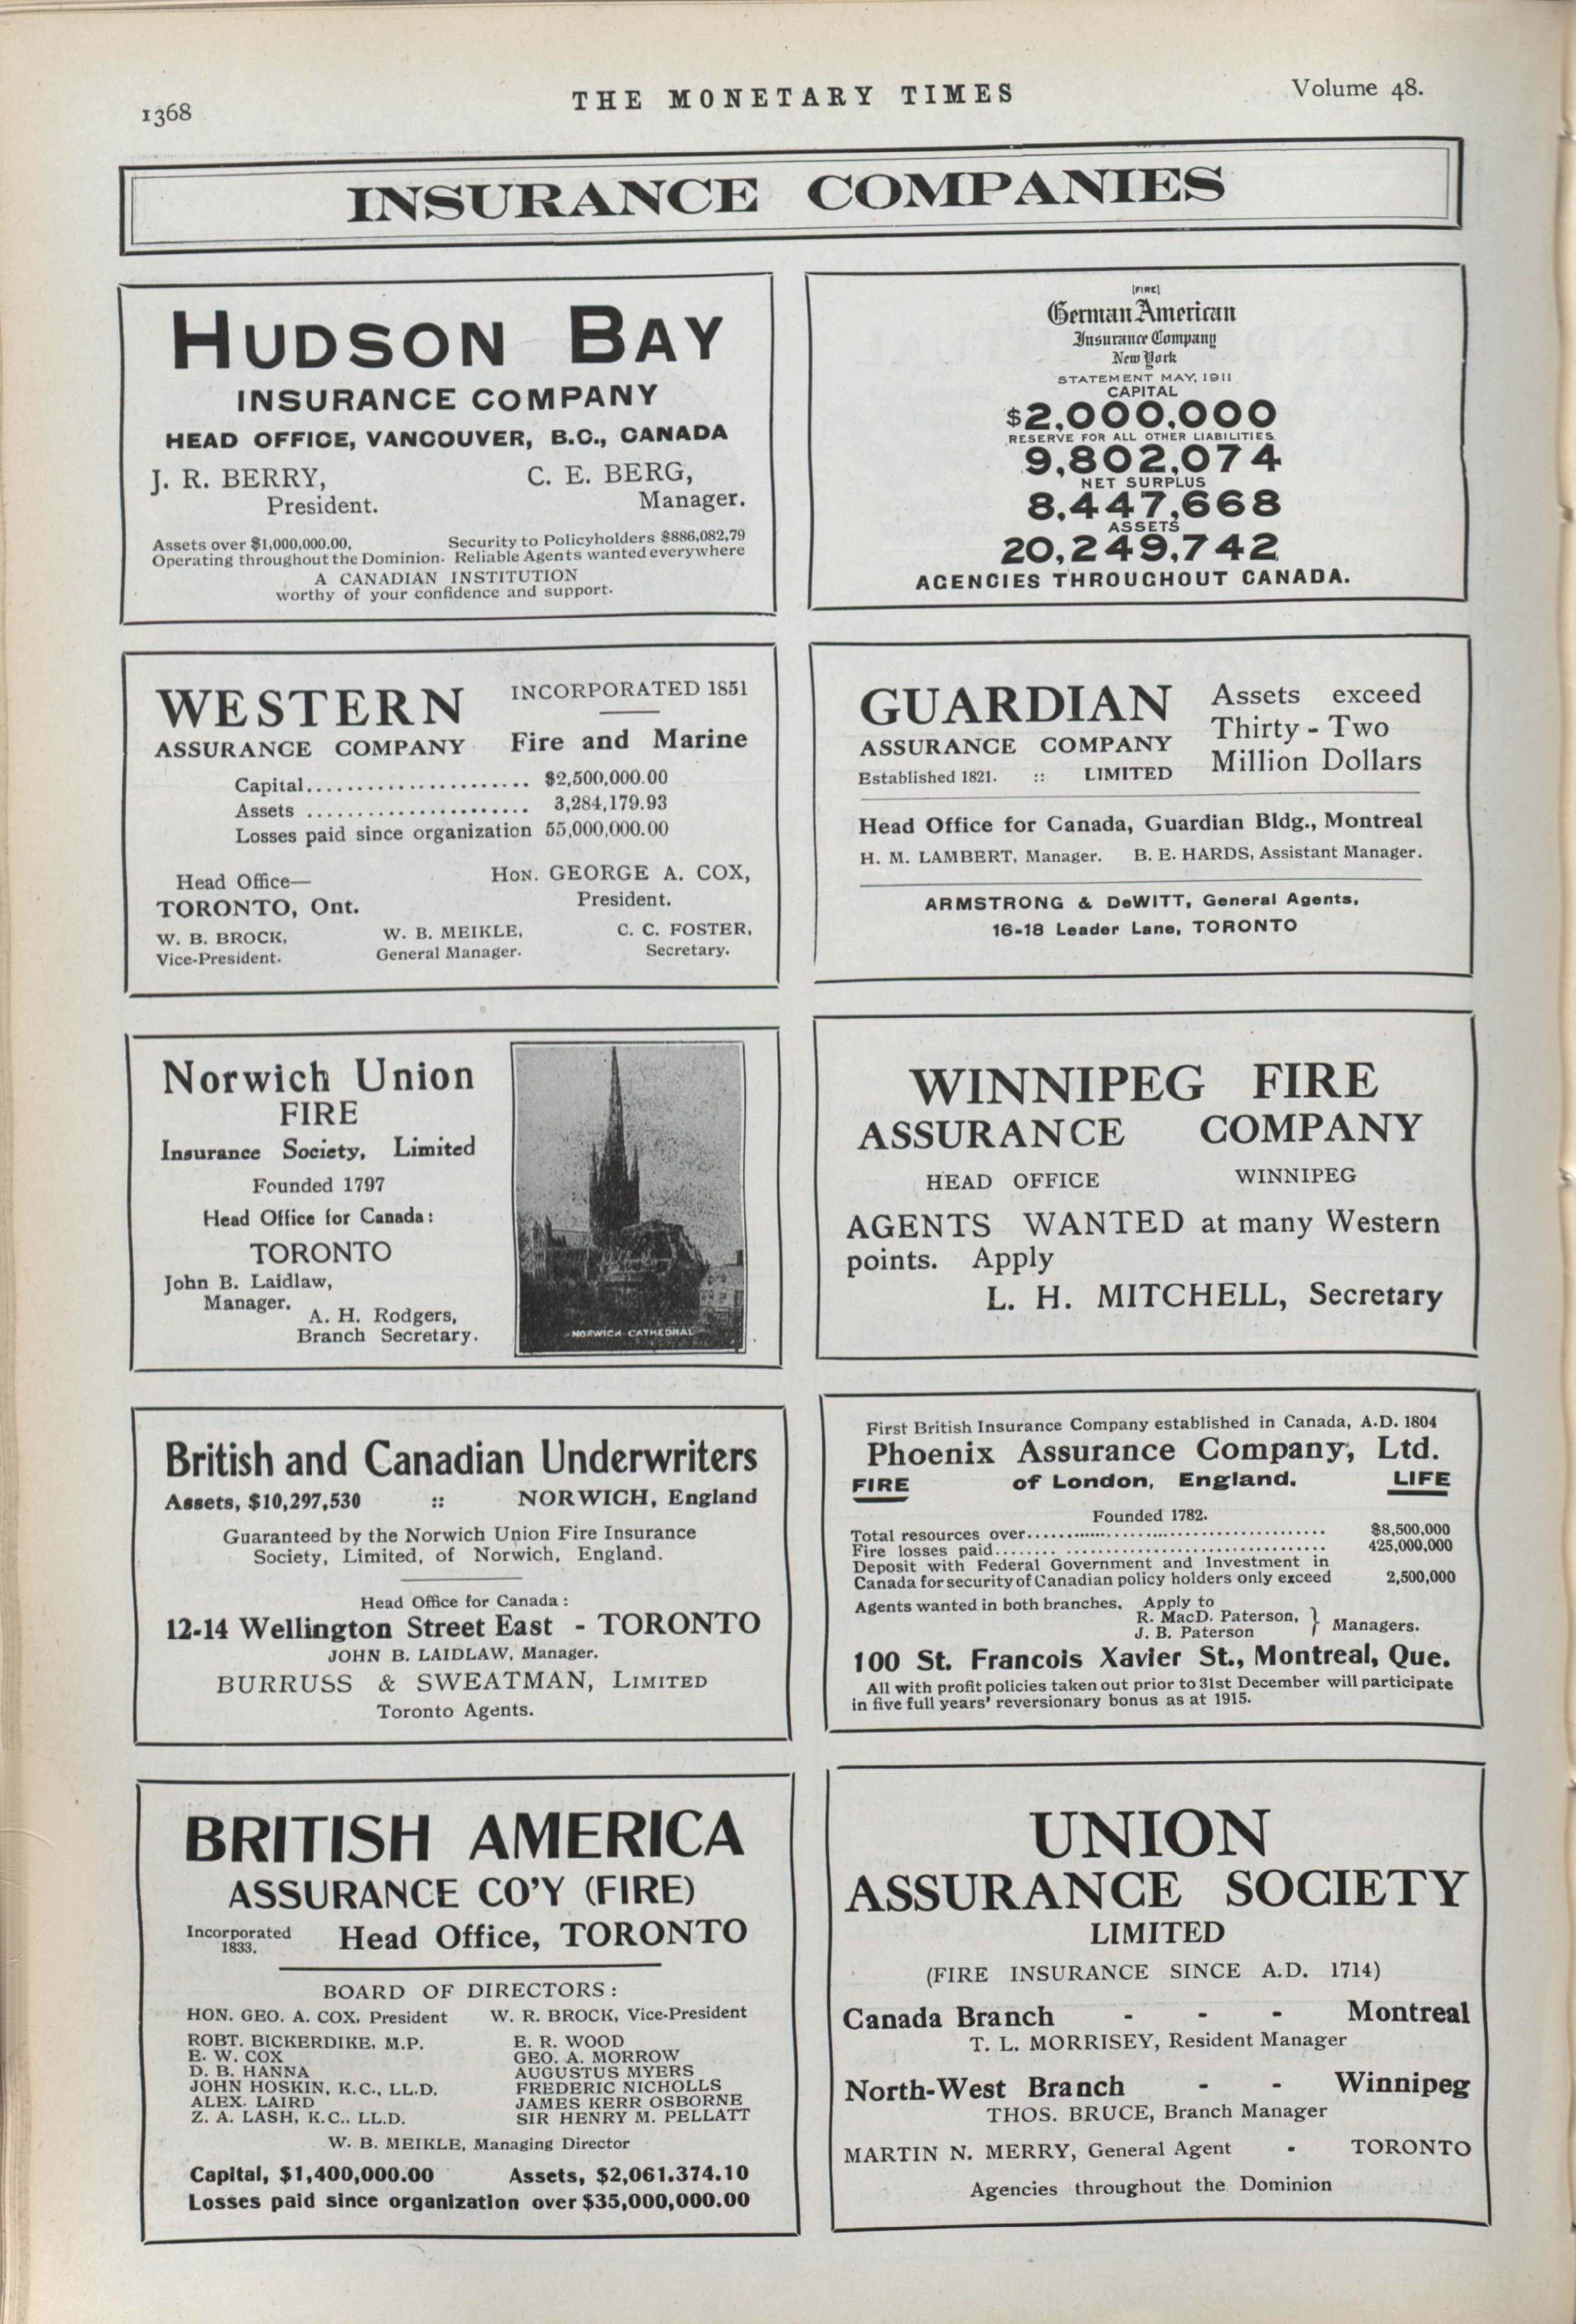 1368
THE MONETARY TIMES
Volume 48.
INSURANCE COMPANIES
HUDSON BAY
INSURANCE COMPANY
HEAD OFFICE, VANCOUVER, B.C., CANADA
J. R. BERRY, C. E. BERG,
President. Manager.
Assets over $1,000,000.00, Security to Policyholders $886,082,79
Operating throughout the Dominion. Reliable Agents wanted everywhere
A CANADIAN INSTITUTION
worthy of your confidence and support.
[FIRE]
German American
Insurance Company
New York
STATEMENT MAY, 1911
CAPITAL
$2,000,000
RESERVE FOR ALL OTHER LIABILITIES
9,802,074
NET SURPLUS
8,447,668
ASSETS
20,249,742
AGENCIES THROUGHOUT CANADA.
WESTERN INCORPORATED 1851
ASSURANCE COMPANY Fire and Marine
Capital...................... $2,500,000.00
Assets ...................... 3,284,179.93
Losses paid since organization 55,000,000.00
Head Office— HON. GEORGE A. COX,
TORONTO, Ont. President.
W. B. BROCK, W. B. MEIKLE, C. C. FOSTER,
Vice-President. General Manager. Secretary.
GUARDIAN
ASSURANCE COMPANY
Established 1821. :: LIMITED
Assets exceed
Thirty - Two
Million Dollars
Head Office for Canada, Guardian Bldg., Montreal
H. M. LAMBERT, Manager. B. E. HARDS, Assistant Manager.
ARMSTRONG & DeWITT, General Agents,
16-18 Leader Lane, TORONTO
Norwich Union
FIRE
Insurance Society, Limited
Founded 1797
Head Office for Canada:
TORONTO
John B. Laidlaw,
Manager.
A. H. Rodgers,
Branch Secretary.
NORWICH CATHEDRAL
WINNIPEG FIRE
ASSURANCE COMPANY
HEAD OFFICE WINNIPEG
AGENTS WANTED at many Western
points. Apply
L. H. MITCHELL, Secretary
British and Canadian Underwriters
Assets, $10,297,530 :: NORWICH, England
Guaranteed by the Norwich Union Fire Insurance
Society, Limited, of Norwich, England.
Head Office for Canada:
12-14 Wellington Street East - TORONTO
JOHN B. LAIDLAW, Manager.
BURRUSS & SWEATMAN, LIMITED
Toronto Agents.
First British Insurance Company established in Canada, A.D. 1804
Phoenix Assurance Company, Ltd.
FIRE of London, England. LIFE
Founded 1782.
Total resources over............................................ $8,500,000
Fire losses paid........ ........................................ 425,000,000
Deposit with Federal Government and Investment in
Canada for security of Canadian policy holders only exceed 2,500,000
Agents wanted in both branches. Apply to
R. MacD. Paterson, } Managers.
J. B. Paterson
100 St. Francois Xavier St., Montreal, Que.
All with profit policies taken out prior to 31st December will participate
in five full years' reversionary bonus as at 1915.
BRITISH AMERICA
ASSURANCE CO'Y (FIRE)
Incorporated
1833.
Head Office, TORONTO
BOARD OF DIRECTORS:
HON. GEO. A. COX, President W. R. BROCK, Vice-President
ROBT. BICKERDIKE, M.P. E. R. WOOD
E. W. COX GEO. A. MORROW
D. B. HANNA AUGUSTUS MYERS
JOHN HOSKIN, K.C., LL.D. FREDERIC NICHOLLS
ALEX. LAIRD JAMES KERR OSBORNE
Z. A. LASH, K.C., LL.D. SIR HENRY M. PELLATT
W. B. MEIKLE, Managing Director
Capital, $1,400,000.00 Assets, $2,061.374.10
Losses paid since organization over $35,000,000.00
UNION
ASSURANCE SOCIETY
LIMITED
(FIRE INSURANCE SINCE A.D. 1714)
Canada Branch - - - Montreal
T. L. MORRISEY, Resident Manager
North-West Branch - - Winnipeg
THOS. BRUCE, Branch Manager
MARTIN N. MERRY, General Agent - TORONTO
Agencies throughout the Dominion